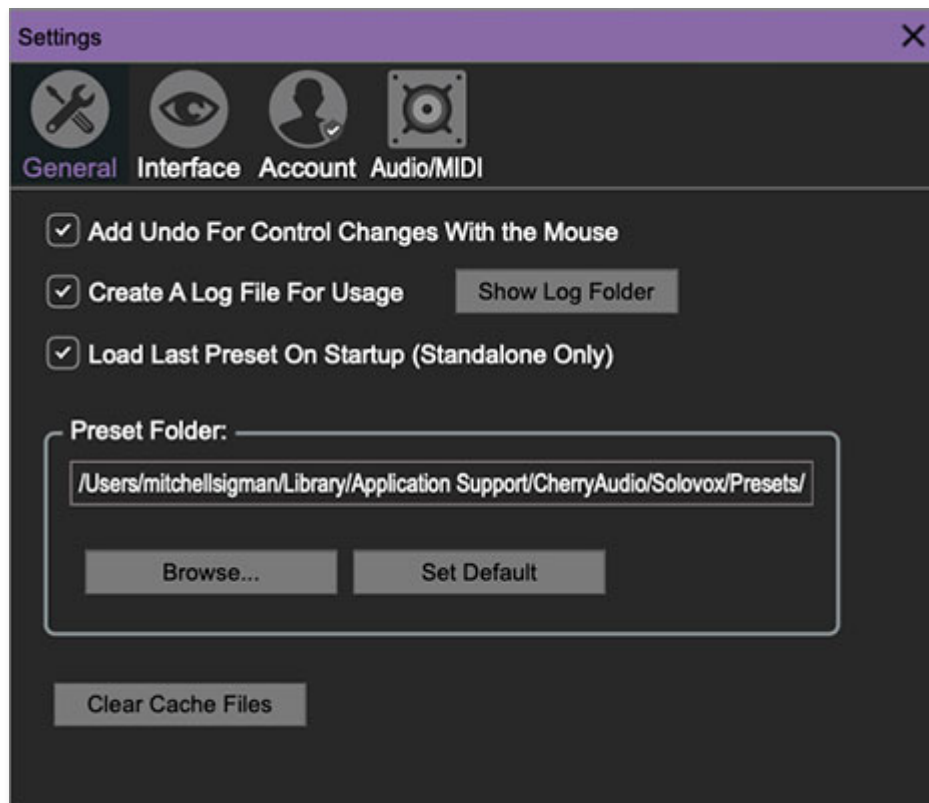 Settings
General Interface Account Audio/MIDI
Add Undo For Control Changes With the Mouse
Create A Log File For Usage Show Log Folder
Load Last Preset On Startup (Standalone Only)
Preset Folder:
/Users/mitchellsigman/Library/Application Support/CherryAudio/Solovox/Presets/
Browse... Set Default
Clear Cache Files